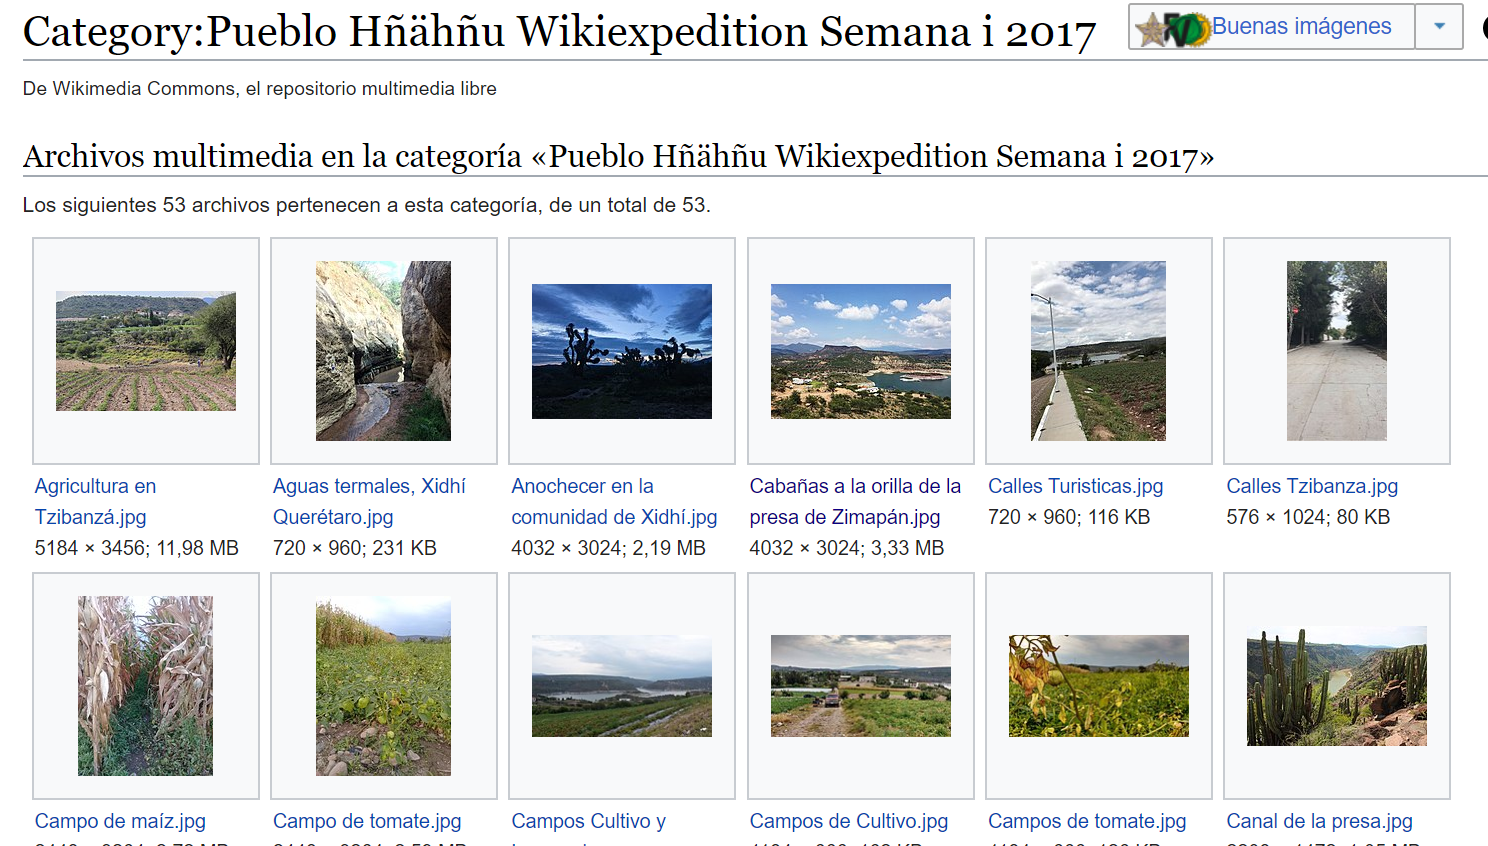 Category:Pueblo Hñähñu Wikiexpedition Semana i 2017
Buenas imágenes
De Wikimedia Commons, el repositorio multimedia libre
Archivos multimedia en la categoría «Pueblo Hñähñu Wikiexpedition Semana i 2017»
Los siguientes 53 archivos pertenecen a esta categoría, de un total de 53.
Agricultura en
Tzibanzá.jpg
5184 × 3456; 11,98 MB
Aguas termales, Xidhí
Querétaro.jpg
720 × 960; 231 KB
Anochecer en la
comunidad de Xidhí.jpg
4032 × 3024; 2,19 MB
Cabañas a la orilla de la
presa de Zimapán.jpg
4032 × 3024; 3,33 MB
Calles Turisticas.jpg
720 × 960; 116 KB
Calles Tzibanza.jpg
576 × 1024; 80 KB
Campo de maíz.jpg
Campo de tomate.jpg
Campos Cultivo y
Campos de Cultivo.jpg
Campos de tomate.jpg
Canal de la presa.jpg